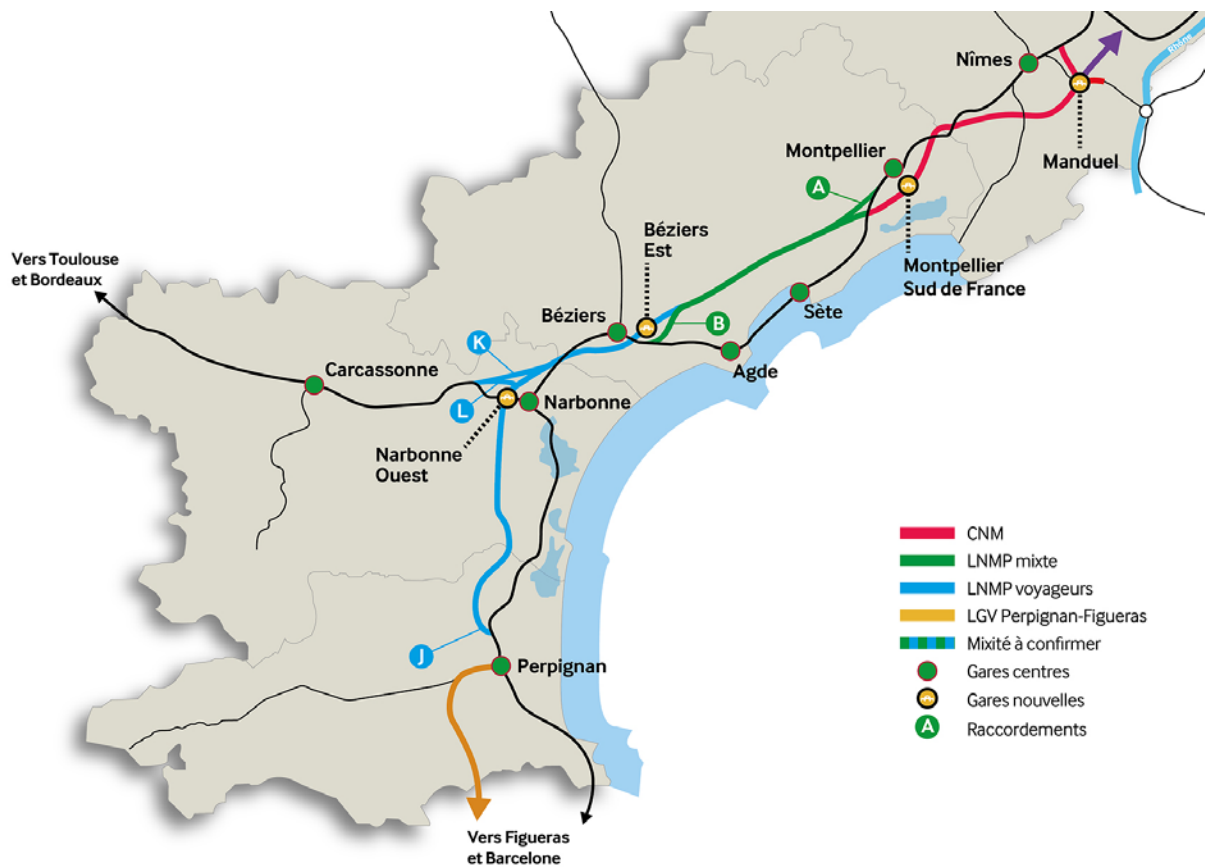 Nîmes
Rhône
Manduel
Montpellier
A
Béziers
Est
Montpellier
Sud de France
Vers Toulouse
et Bordeaux
Béziers
B
Sète
Agde
K
Carcassonne
L
Narbonne
Narbonne
Ouest
J
Perpignan
Vers Figueras
et Barcelone
CNM
LNMP mixte
LNMP voyageurs
LGV Perpignan-Figueras
Mixité à confirmer
Gares centres
Gares nouvelles
A
Raccordements